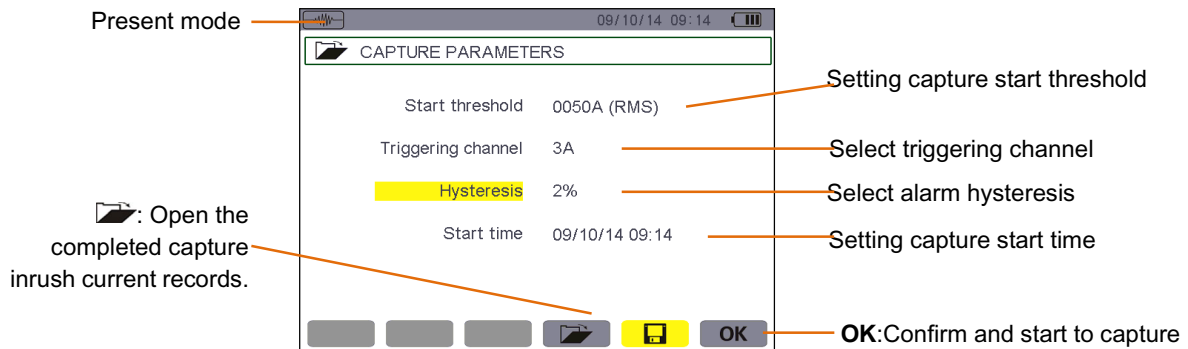 Present mode
09/10/14 09:14
CAPTURE PARAMETERS
Start threshold 0050A (RMS)
Setting capture start threshold
Triggering channel 3A
Select triggering channel
Hysteresis 2%
Select alarm hysteresis
Start time 09/10/14 09:14
Setting capture start time
: Open the
completed capture
inrush current records.
OK
OK:Confirm and start to capture